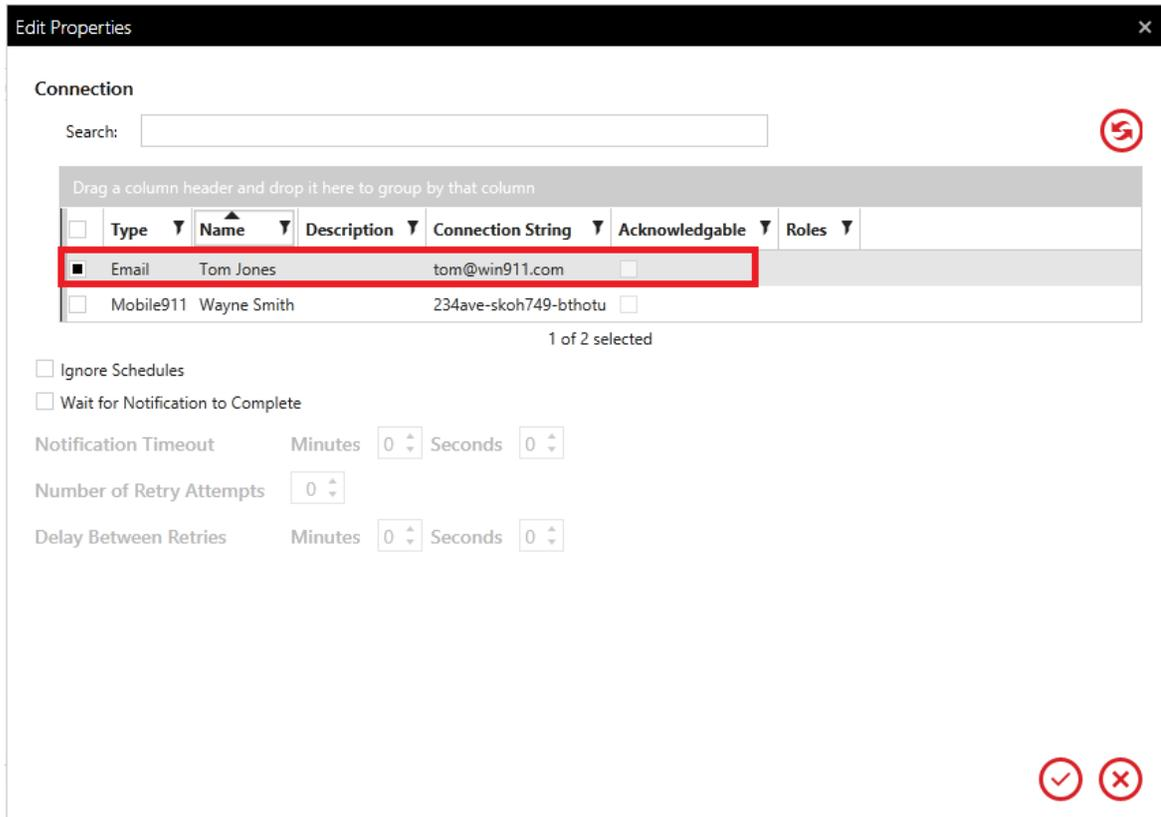 Edit Properties
Connection
Search:
Drag a column header and drop it here to group by that column
Type Name Description Connection String Acknowledgable Roles
Email Tom Jones tom@win911.com
Mobile911 Wayne Smith 234ave-skoh749-bthotu
1 of 2 selected
Ignore Schedules
Wait for Notification to Complete
Notification Timeout Minutes 0 Seconds 0
Number of Retry Attempts 0
Delay Between Retries Minutes 0 Seconds 0